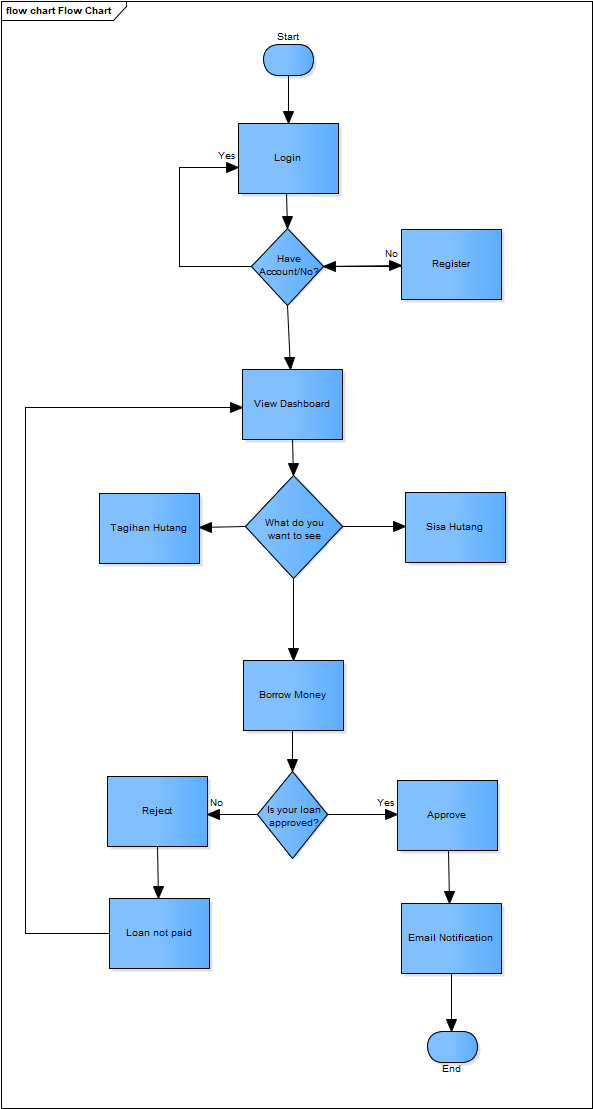 flow chart Flow Chart
Start
Login
Yes
Have
Account/No?
No
Register
View Dashboard
Tagihan Hutang
What do you
want to see
Sisa Hutang
Borrow Money
Reject
No
Is your loan
approved?
Yes
Approve
Loan not paid
Email Notification
End